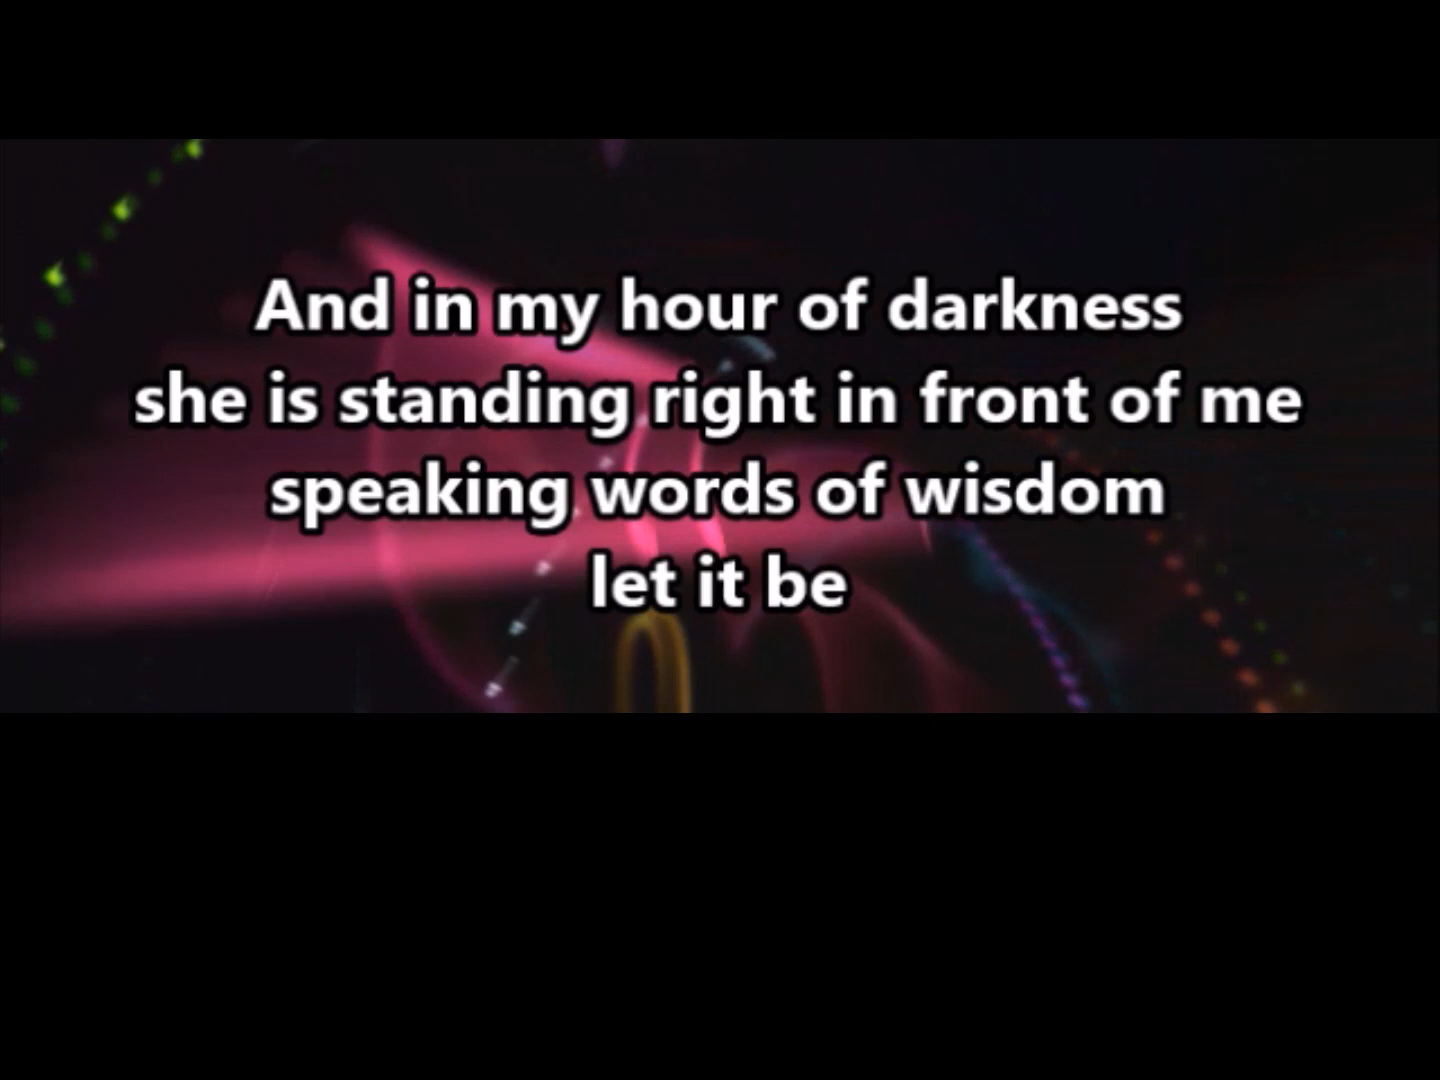 And in my hour of darkness
she is standing right in front of me
speaking words of wisdom
let it be